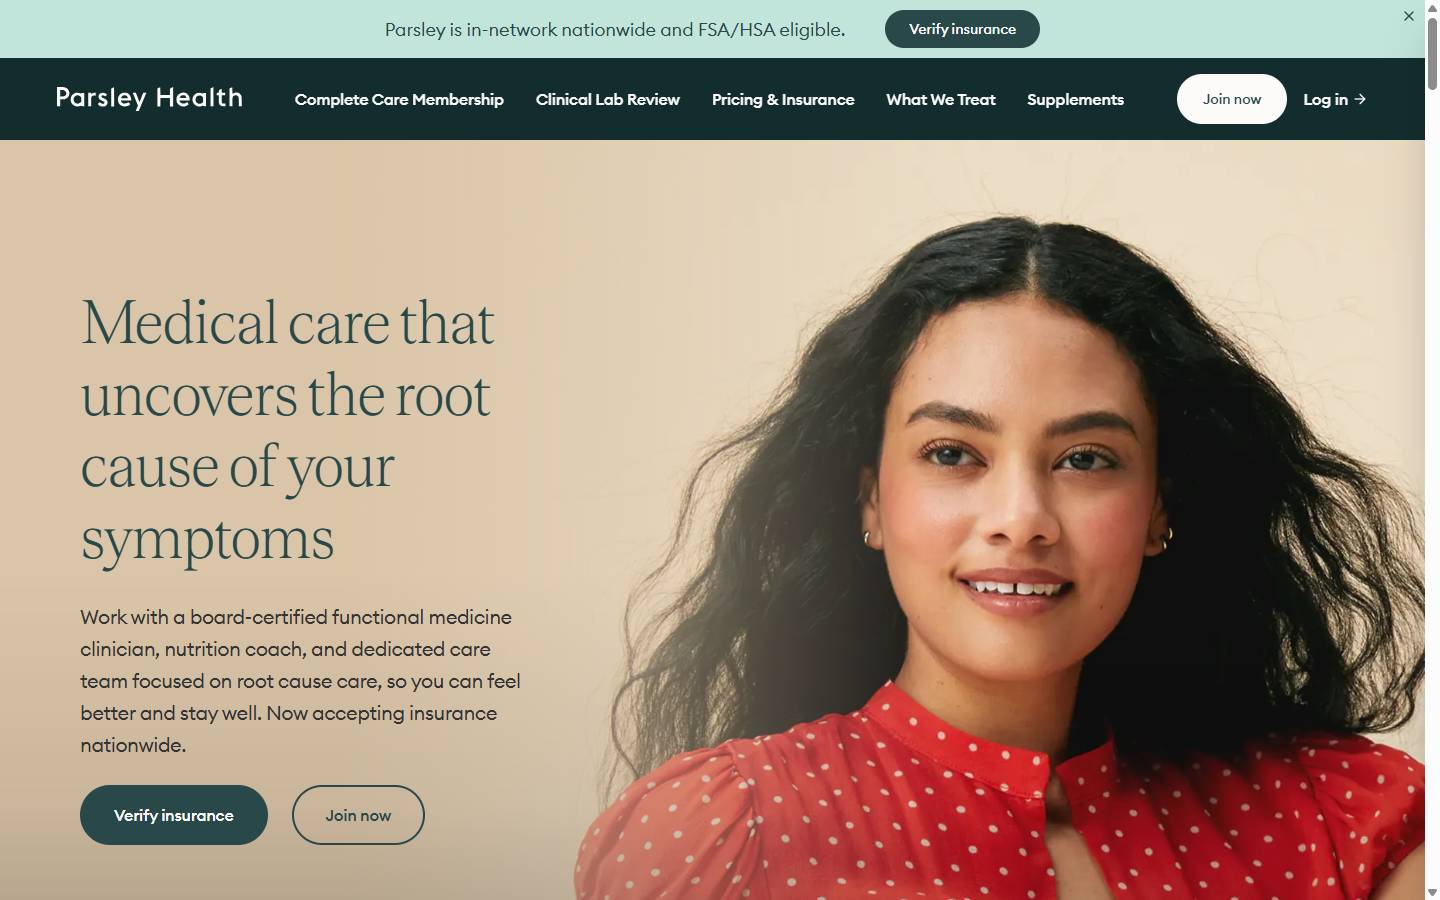 Parsley is in-network nationwide and FSA/HSA eligible.
Verify insurance
Parsley Health
Complete Care Membership
Clinical Lab Review
Pricing & Insurance
What We Treat
Supplements
Join now
Log in →
Medical care that
uncovers the root
cause of your
symptoms
Work with a board-certified functional medicine
clinician, nutrition coach, and dedicated care
team focused on root cause care, so you can feel
better and stay well. Now accepting insurance
nationwide.
Verify insurance
Join now